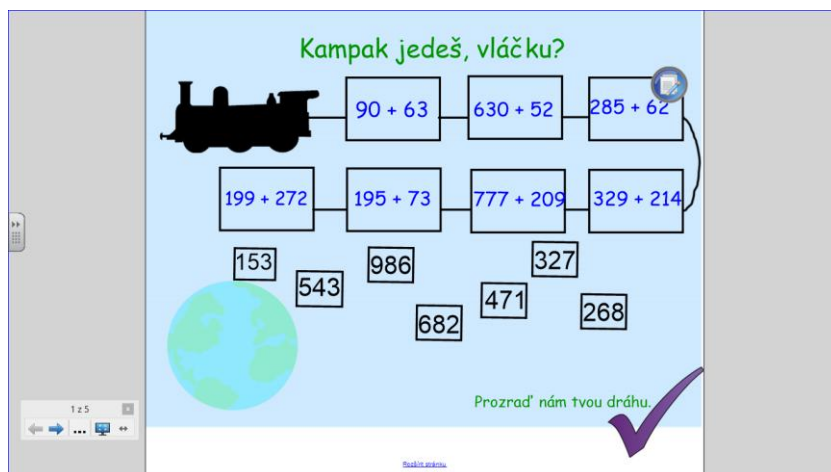 Kampak jedeš, vláčku?
90 + 63 630 + 52 285 + 62
199 + 272 195 + 73 777 + 209 329 + 214
153 986 327
543 471 268
682
Prozraď nám tvou dráhu.
1 z 5
Rozšířit stránku